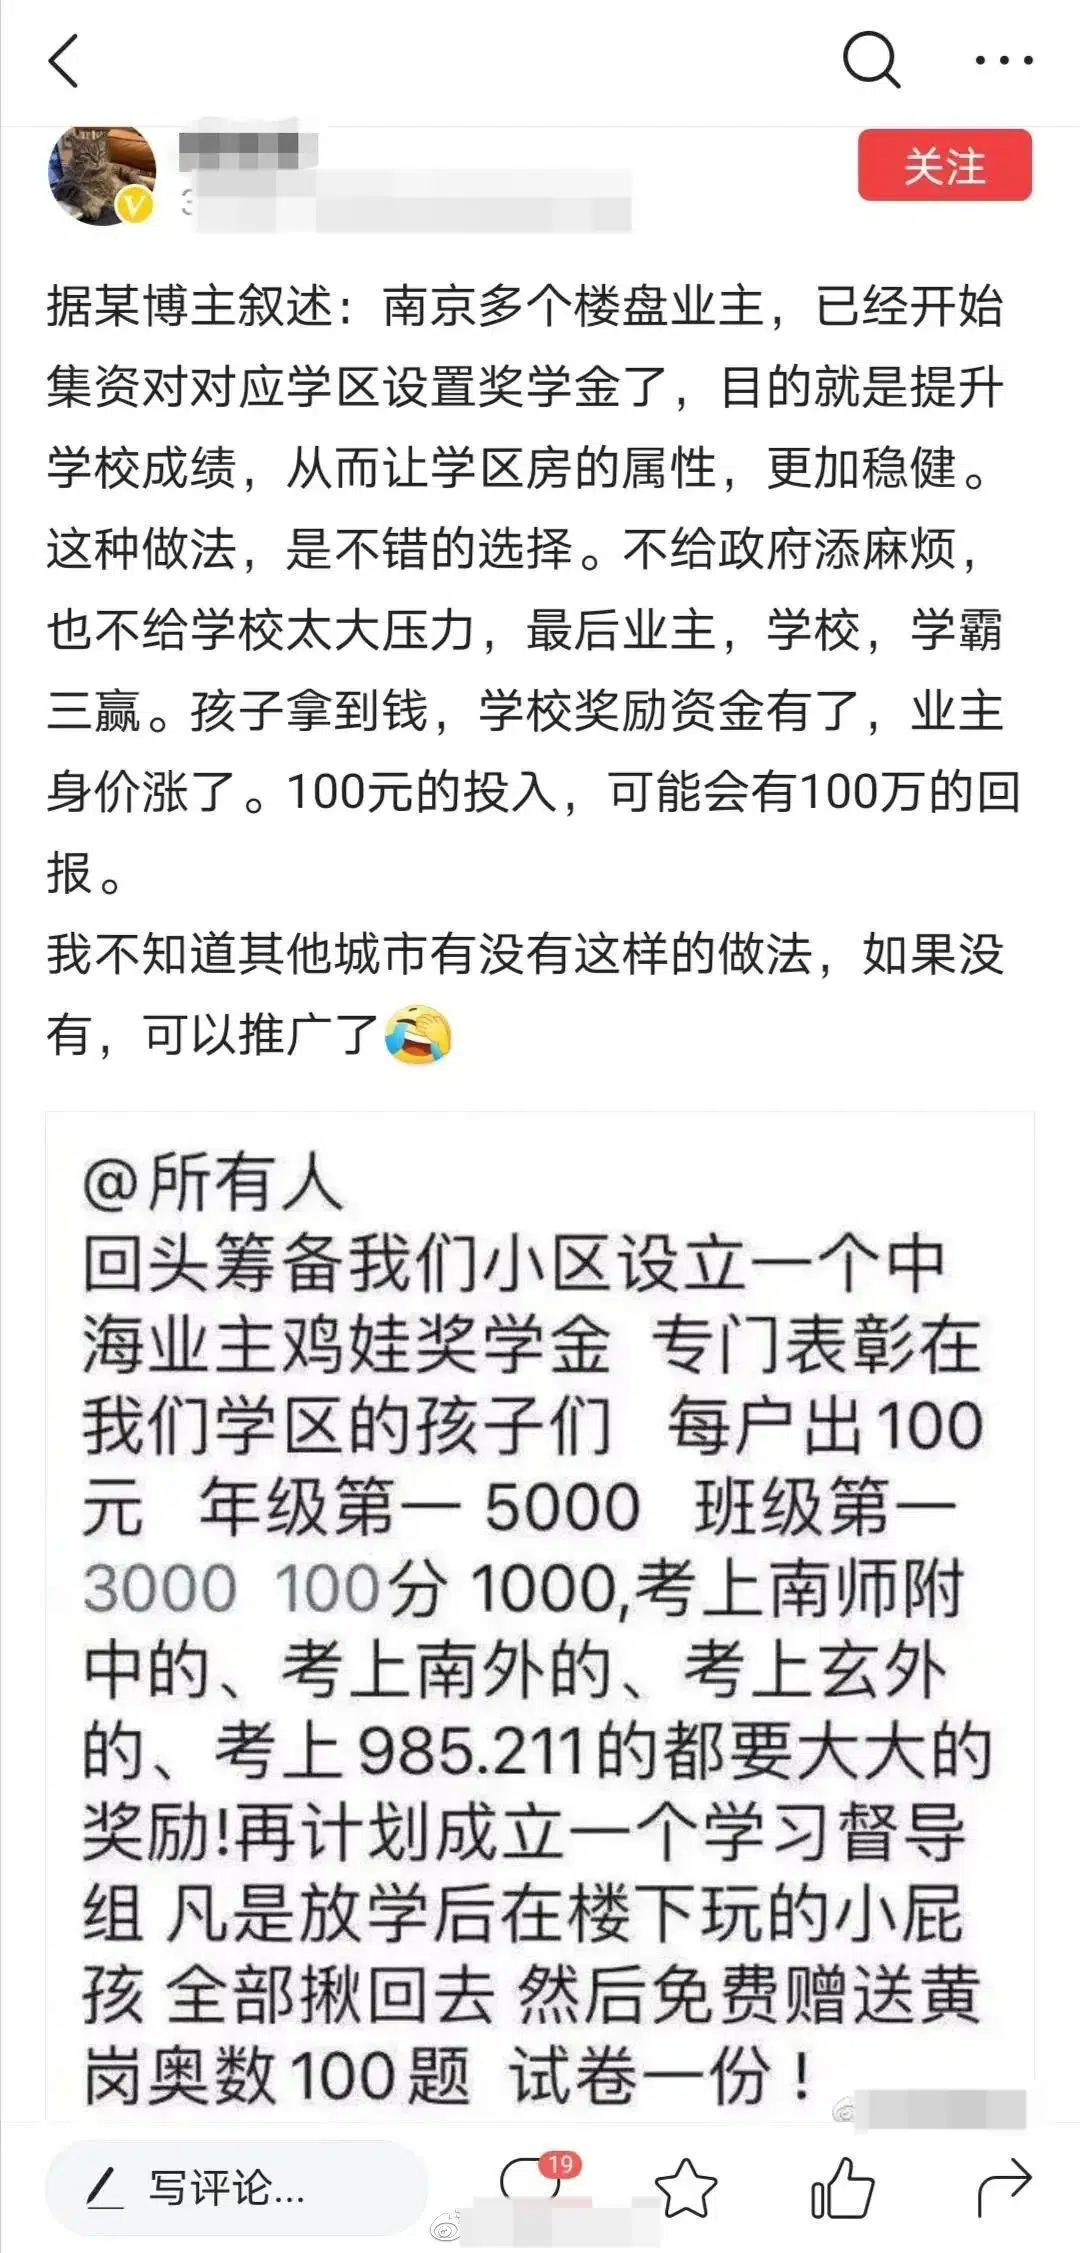 关注
据某博主叙述：南京多个楼盘业主，已经开始
集资对对应学区设置奖学金了，目的就是提升
学校成绩，从而让学区房的属性，更加稳健。
这种做法，是不错的选择。不给政府添麻烦，
也不给学校太大压力，最后业主，学校，学霸
三赢。孩子拿到钱，学校奖励资金有了，业主
身价涨了。100元的投入，可能会有100万的回
报。
我不知道其他城市有没有这样的做法，如果没
有，可以推广了
@所有人
回头筹备我们小区设立一个中
海业主鸡娃奖学金 专门表彰在
我们学区的孩子们 每户出100
元 年级第一 5000 班级第一
3000 100分 1000,考上南师附
中的、考上南外的、考上玄外
的、考上985.211的都要大大的
奖励!再计划成立一个学习督导
组 凡是放学后在楼下玩的小屁
孩 全部揪回去 然后免费赠送黄
岗奥数100题 试卷一份！
写评论...
19